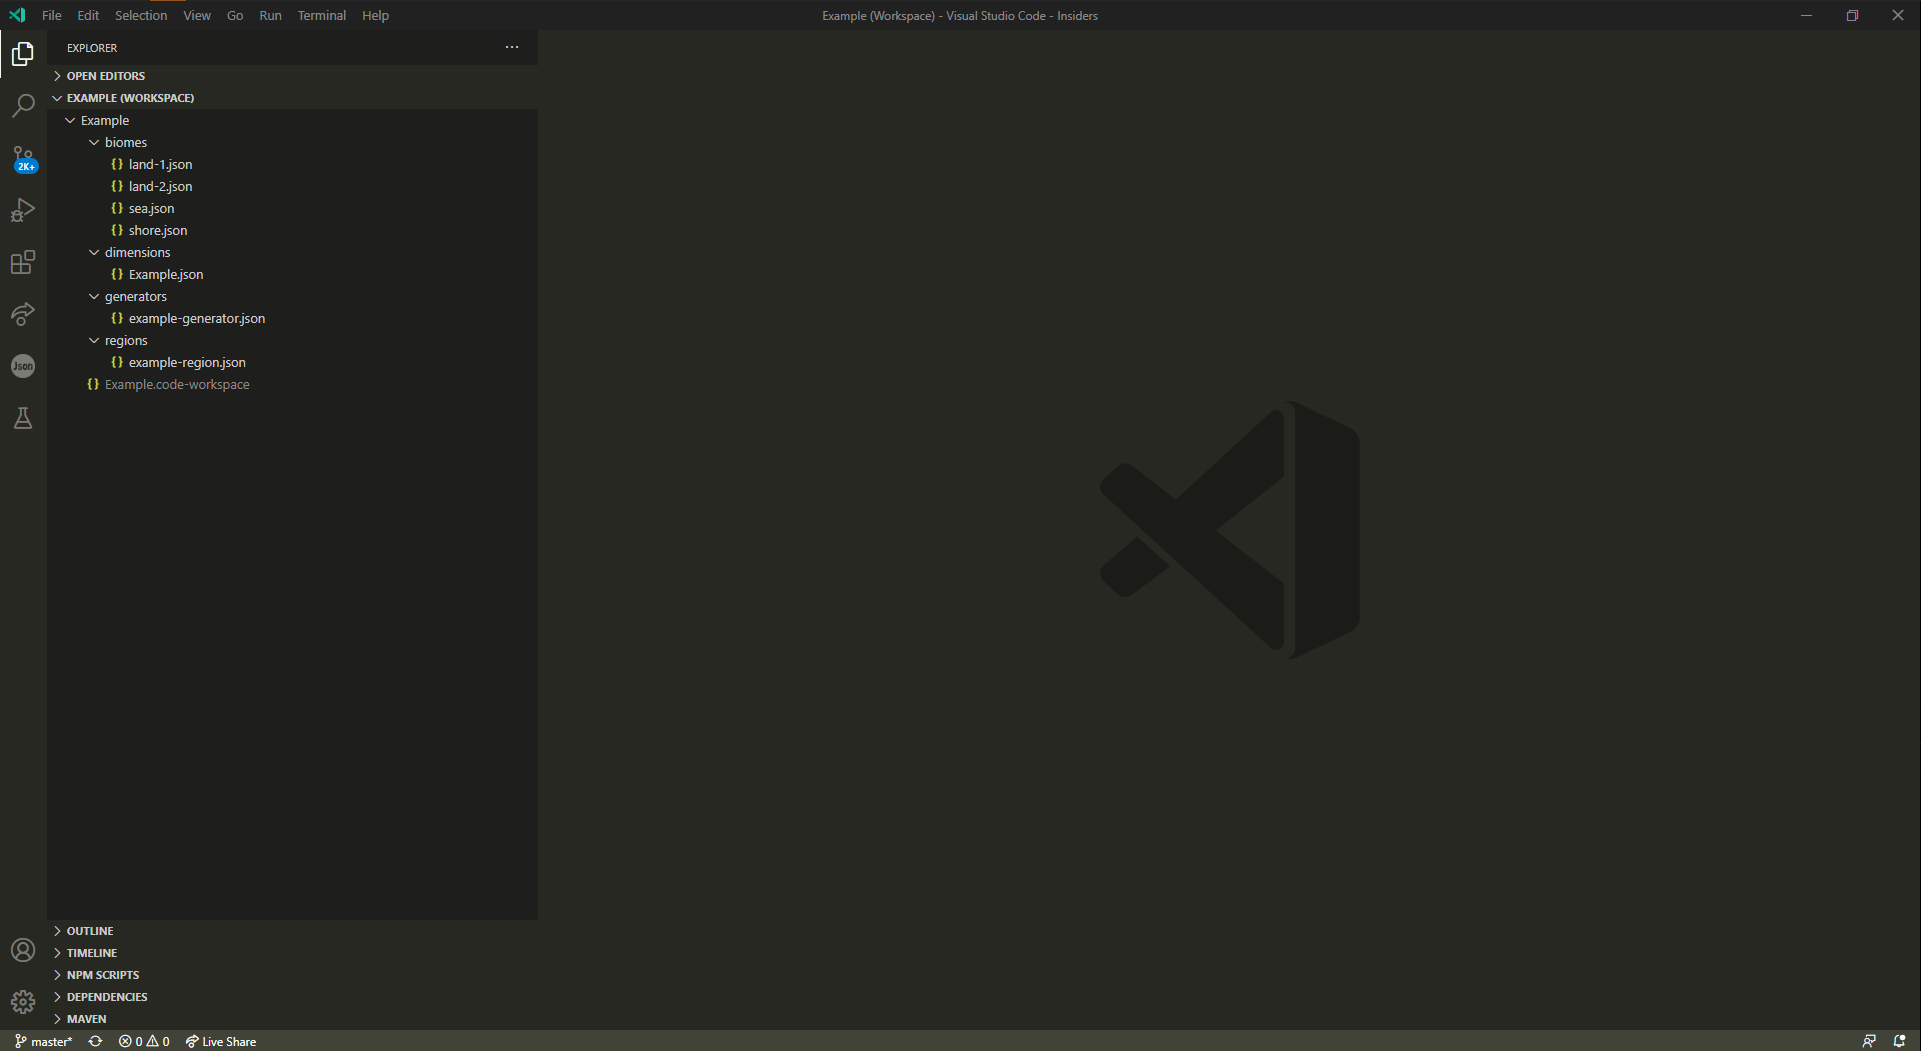 File Edit Selection View Go Run Terminal Help
Example (Workspace) - Visual Studio Code - Insiders
EXPLORER
OPEN EDITORS
EXAMPLE (WORKSPACE)
Example
biomes
{} land-1.json
{} land-2.json
{} sea.json
{} shore.json
dimensions
{} Example.json
generators
{} example-generator.json
regions
{} example-region.json
{} Example.code-workspace
2K+
Json
OUTLINE
TIMELINE
NPM SCRIPTS
DEPENDENCIES
MAVEN
master* 0 0 Live Share